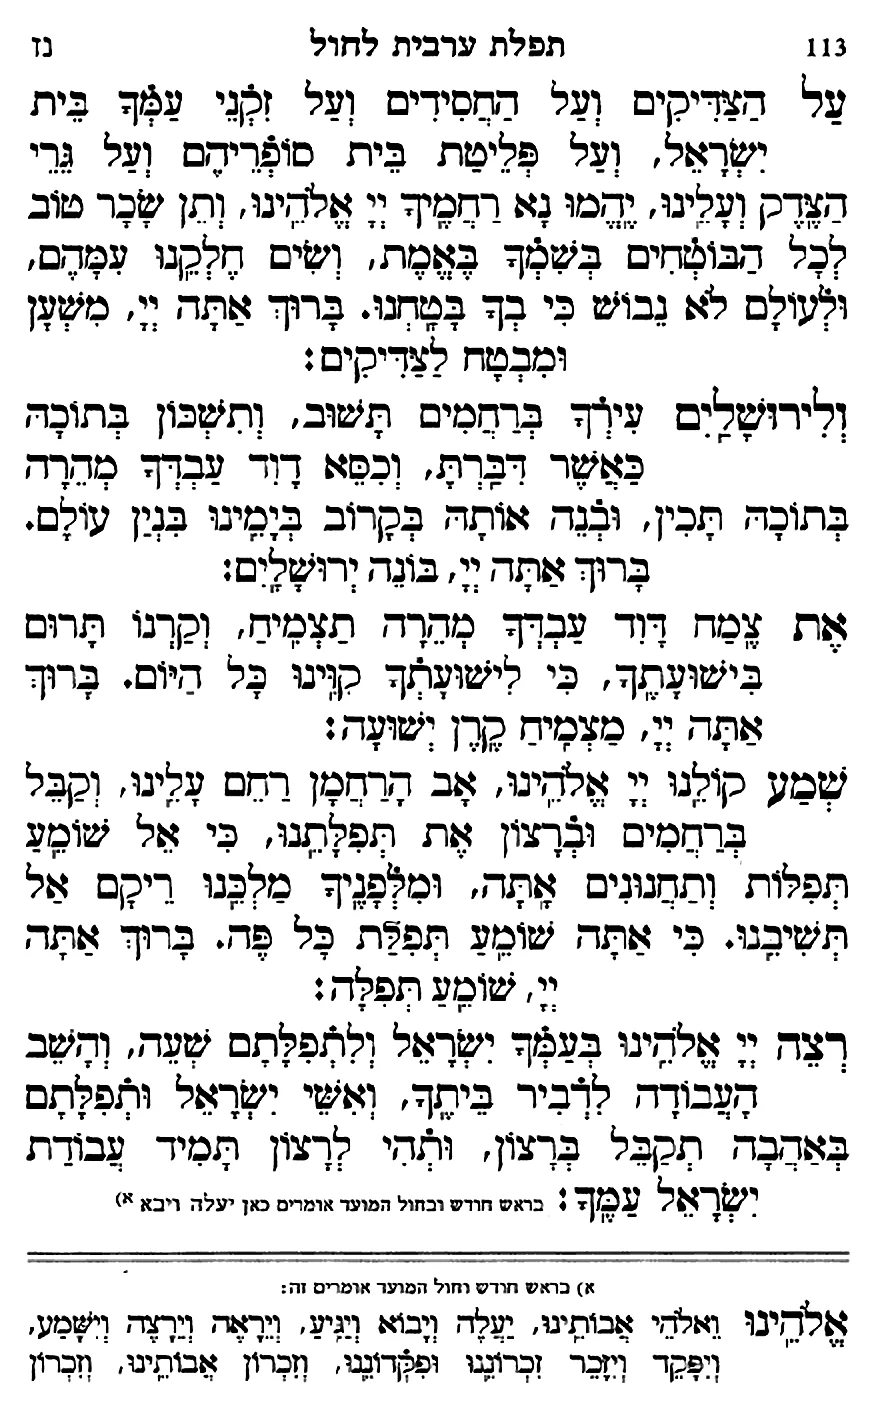 113 תפלת ערבית לחול נז
עַל הַצַּדִּיקִים וְעַל הַחֲסִידִים וְעַל זִקְנֵי עַמְּךָ בֵּית
יִשְׂרָאֵל, וְעַל פְּלֵיטַת בֵּית סוֹפְרֵיהֶם וְעַל גֵּרֵי
הַצֶּדֶק וְעָלֵינוּ, יֶהֱמוּ נָא רַחֲמֶיךָ יְיָ אֱלֹהֵינוּ, וְתֵן שָׂכָר טוֹב
לְכָל הַבּוֹטְחִים בְּשִׁמְךָ בֶּאֱמֶת, וְשִׂים חֶלְקֵנוּ עִמָּהֶם,
וּלְעוֹלָם לֹא נֵבוֹשׁ כִּי בְךָ בָּטָחְנוּ. בָּרוּךְ אַתָּה יְיָ, מִשְׁעָן
וּמִבְטָח לַצַּדִּיקִים:
וְלִירוּשָׁלַיִם עִירְךָ בְּרַחֲמִים תָּשׁוּב, וְתִשְׁכּוֹן בְּתוֹכָהּ
כַּאֲשֶׁר דִּבַּרְתָּ, וְכִסֵּא דָוִד עַבְדְּךָ מְהֵרָה
בְּתוֹכָהּ תָּכִין, וּבְנֵה אוֹתָהּ בְּקָרוֹב בְּיָמֵינוּ בִּנְיַן עוֹלָם.
בָּרוּךְ אַתָּה יְיָ, בּוֹנֵה יְרוּשָׁלָיִם:
אֶת צֶמַח דָּוִד עַבְדְּךָ מְהֵרָה תַצְמִיחַ, וְקַרְנוֹ תָּרוּם
בִּישׁוּעָתֶךָ, כִּי לִישׁוּעָתְךָ קִוִּינוּ כָּל הַיּוֹם. בָּרוּךְ
אַתָּה יְיָ, מַצְמִיחַ קֶרֶן יְשׁוּעָה:
שְׁמַע קוֹלֵנוּ יְיָ אֱלֹהֵינוּ, אָב הָרַחֲמָן רַחֵם עָלֵינוּ, וְקַבֵּל
בְּרַחֲמִים וּבְרָצוֹן אֶת תְּפִלָּתֵנוּ, כִּי אֵל שׁוֹמֵעַ
תְּפִלּוֹת וְתַחֲנוּנִים אָתָּה, וּמִלְּפָנֶיךָ מַלְכֵּנוּ רֵיקָם אַל
תְּשִׁיבֵנוּ. כִּי אַתָּה שׁוֹמֵעַ תְּפִלַּת כָּל פֶּה. בָּרוּךְ אַתָּה
יְיָ, שׁוֹמֵעַ תְּפִלָּה:
רְצֵה יְיָ אֱלֹהֵינוּ בְּעַמְּךָ יִשְׂרָאֵל וְלִתְפִלָּתָם שְׁעֵה, וְהָשֵׁב
הָעֲבוֹדָה לִדְבִיר בֵּיתֶךָ, וְאִשֵּׁי יִשְׂרָאֵל וּתְפִלָּתָם
בְּאַהֲבָה תְקַבֵּל בְּרָצוֹן, וּתְהִי לְרָצוֹן תָּמִיד עֲבוֹדַת
יִשְׂרָאֵל עַמֶּךָ: בראש חודש ובחול המועד אומרים כאן יעלה ויבא א)
א) בראש חודש וחול המועד אומרים זה:
אֱלֹהֵינוּ וֵאלֹהֵי אֲבוֹתֵינוּ, יַעֲלֶה וְיָבוֹא וְיַגִּיעַ, וְיֵרָאֶה וְיֵרָצֶה וְיִשָּׁמַע,
וְיִפָּקֵד וְיִזָּכֵר זִכְרוֹנֵנוּ וּפִקְדוֹנֵנוּ, וְזִכְרוֹן אֲבוֹתֵינוּ, וְזִכְרוֹן